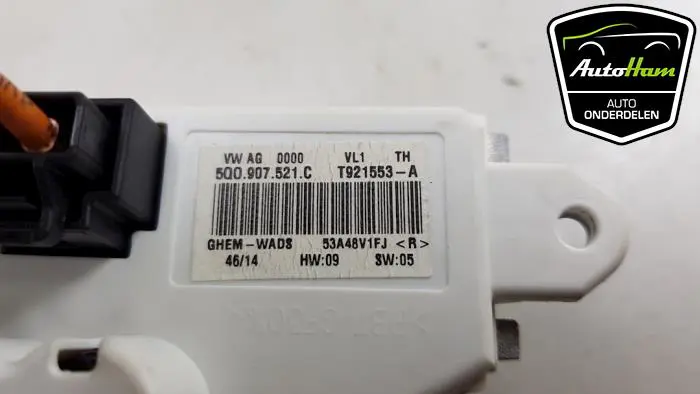 AutoHam
AUTO
ONDERDELEN
VW AG 0000 VL1 TH
5Q0.907.521.C T921553-A
GHEM-WADS 53A48V1FJ <R>
46/14 HW:09 SW:05